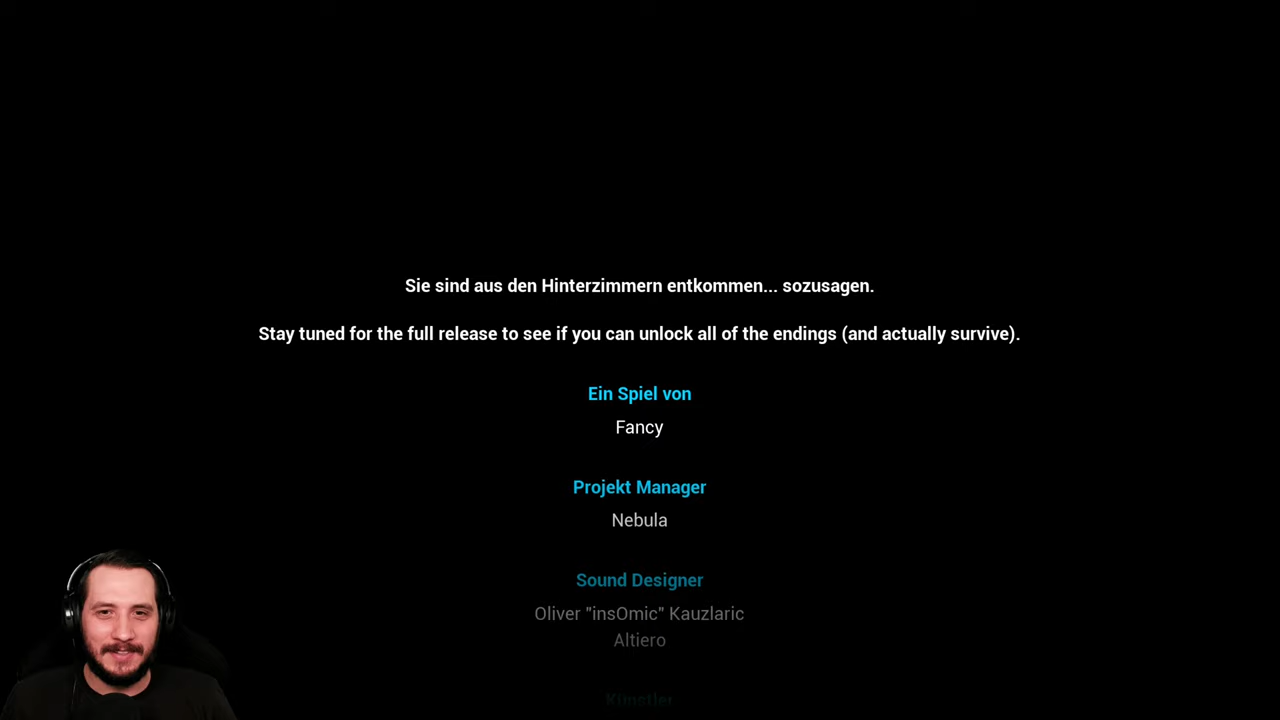 Sie sind aus den Hinterzimmern entkommen... sozusagen.
Stay tuned for the full release to see if you can unlock all of the endings (and actually survive).
Ein Spiel von
Fancy
Projekt Manager
Nebula
Sound Designer
Oliver "insOmic" Kauzlaric
Altiero
Künstler